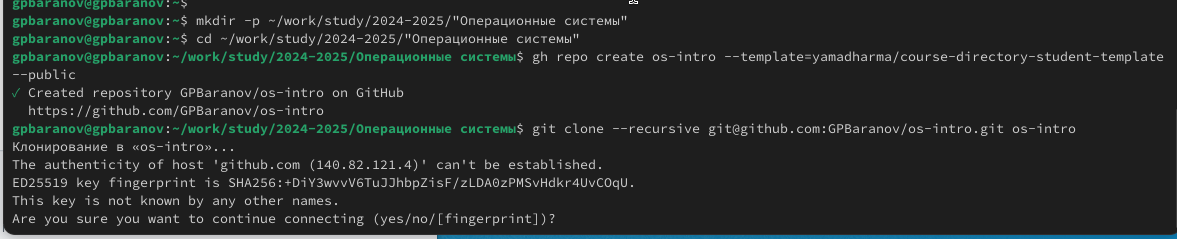 gpbaranov@gpbaranov:~$
gpbaranov@gpbaranov:~$ mkdir -p ~/work/study/2024-2025/"Операционные системы"
gpbaranov@gpbaranov:~$ cd ~/work/study/2024-2025/"Операционные системы"
gpbaranov@gpbaranov:~/work/study/2024-2025/Операционные системы$ gh repo create os-intro --template=yamadharma/course-directory-student-template
--public
✓ Created repository GPBaranov/os-intro on GitHub
https://github.com/GPBaranov/os-intro
gpbaranov@gpbaranov:~/work/study/2024-2025/Операционные системы$ git clone --recursive git@github.com:GPBaranov/os-intro.git os-intro
Клонирование в «os-intro»...
The authenticity of host 'github.com (140.82.121.4)' can't be established.
ED25519 key fingerprint is SHA256:+DiY3wvvV6TuJJhbpZisF/zLDA0zPMSvHdkr4UvCOqU.
This key is not known by any other names.
Are you sure you want to continue connecting (yes/no/[fingerprint])?